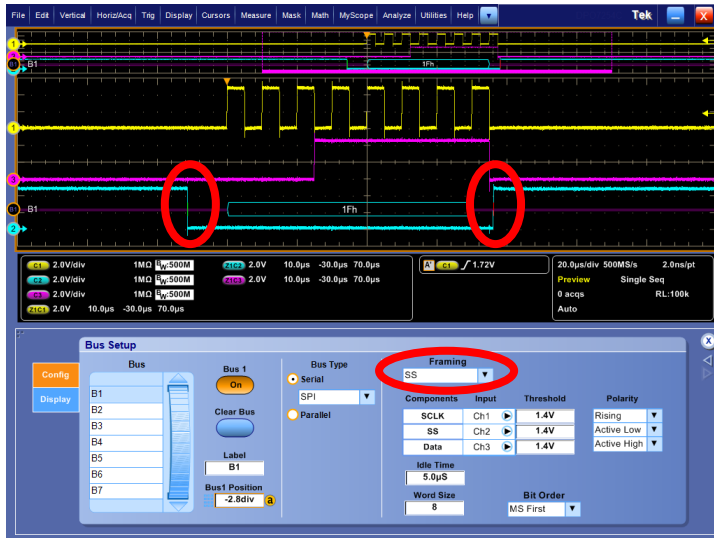 File Edit Vertical Horiz/Acq Trig Display Cursors Measure Mask Math MyScope Analyze Utilities Help Tek X
1
B1 B1 1Fh
2
1
3
B1 B1 1Fh
2
C1 2.0V/div 1MΩ BW:500M Z1C2 2.0V 10.0µs -30.0µs 70.0µs A' C1 1.72V 20.0µs/div 500MS/s 2.0ns/pt
C2 2.0V/div 1MΩ BW:500M Z1C3 2.0V 10.0µs -30.0µs 70.0µs Preview Single Seq
C3 2.0V/div 1MΩ BW:500M 0 acqs RL:100k
Z1C1 2.0V 10.0µs -30.0µs 70.0µs Auto
Bus Setup X
Config Bus Bus 1 Bus Type Framing
On Serial SS
Display B1 SPI Components Input Threshold Polarity
B2 Clear Bus Parallel SCLK Ch1 1.4V Rising
B3 SS Ch2 1.4V Active Low
B4 Data Ch3 1.4V Active High
B5 Label Idle Time
B6 B1 5.0µS
B7 Bus1 Position Word Size Bit Order
-2.8div a 8 MS First